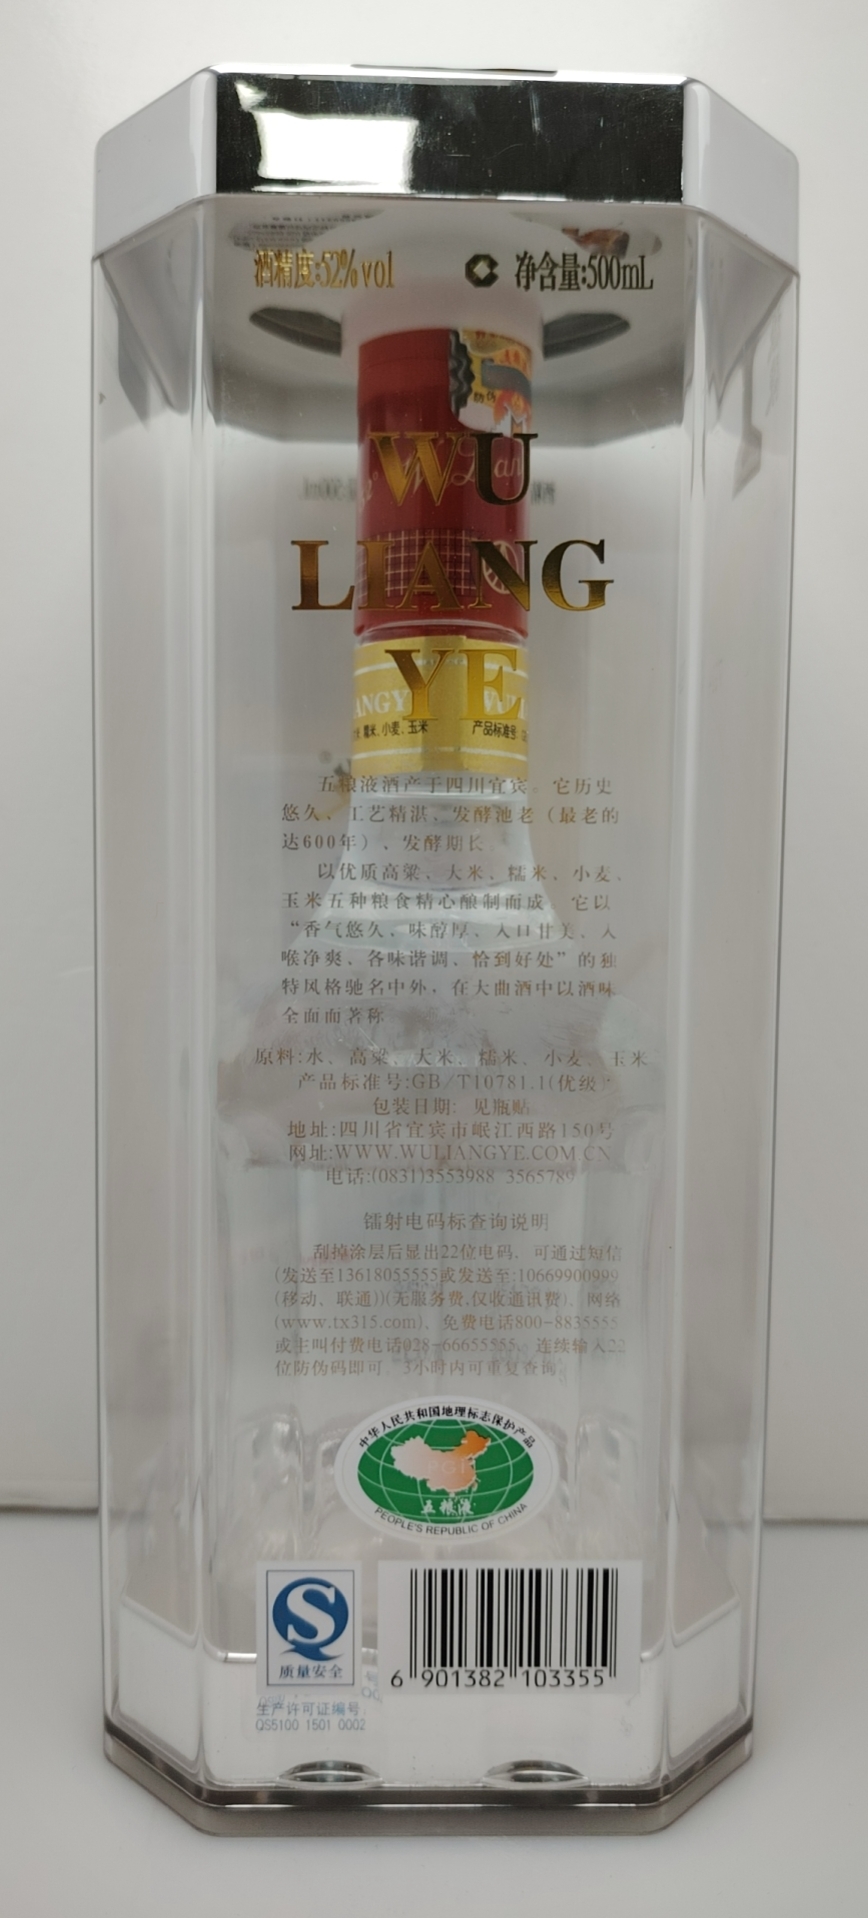 酒精度:52%vol
净含量:500mL
WU
LIANG
YE
糯米、小麦、玉米
产品标准号
五粮液酒产于四川宜宾。它历史
悠久、工艺精湛、发酵池老（最老的
达600年）、发酵期长
以优质高粱、大米、糯米、小麦、
玉米五种粮食精心酿制而成。它以
“香气悠久、味醇厚、入口甘美、入
喉净爽、各味谐调、恰到好处”的独
特风格驰名中外，在大曲酒中以酒味
全面而著称
原料:水、高粱、大米、糯米、小麦、玉米
产品标准号:GB/T10781.1(优级)
包装日期: 见瓶贴
地址:四川省宜宾市岷江西路150号
网址:WWW.WULIANGYE.COM.CN
电话:(0831)3553988 3565789
镭射电码标查询说明
刮掉涂层后显出22位电码，可通过短信
(发送至13618055555或发送至:10669900999
(移动、联通))(无服务费,仅收通讯费)、网络
(www.tx315.com)、免费电话800-8835555
或主叫付费电话028-66655555、连续输入22
位防伪码即可，3小时内可重复查询
中华人民共和国地理标志保护产品
PGI
五粮液
PEOPLE'S REPUBLIC OF CHINA
质量安全
6 901382 103355
生产许可证编号:
QS5100 1501 0002